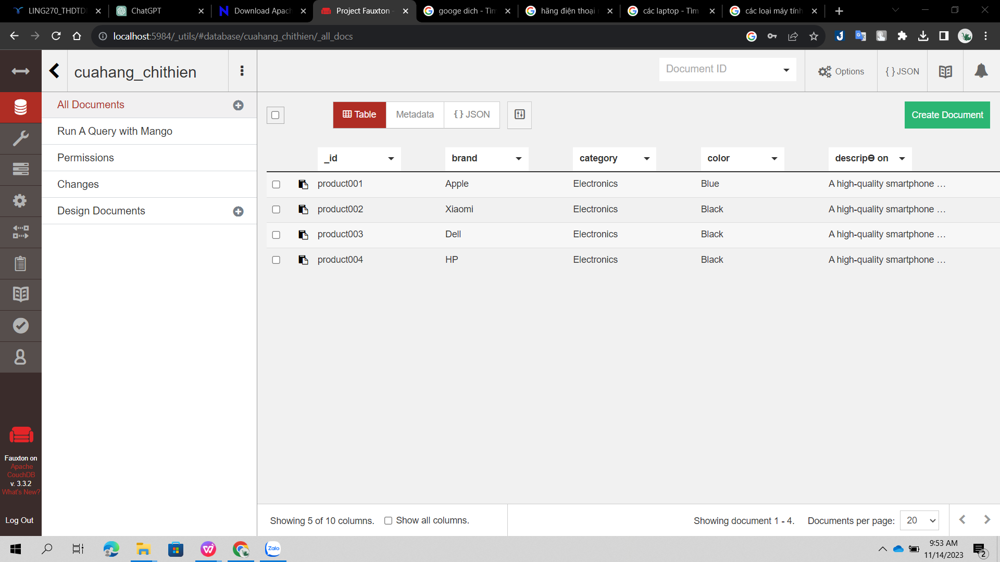 LING270_THDTD
ChatGPT
Download Apach
Project Fauxton -
googe dich - Tìm
hãng điện thoại
các laptop - Tìm
các loại máy tính
localhost:5984/_utils/#database/cuahang_chithien/_all_docs
cuahang_chithien
Document ID
Options
{ } JSON
All Documents
Run A Query with Mango
Permissions
Changes
Design Documents
Table
Metadata
{ } JSON
Create Document
_id brand category color descripƟon
product001 Apple Electronics Blue A high-quality smartphone ...
product002 Xiaomi Electronics Black A high-quality smartphone ...
product003 Dell Electronics Black A high-quality smartphone ...
product004 HP Electronics Black A high-quality smartphone ...
Fauxton on
Apache
CouchDB
v. 3.3.2
What's New?
Log Out
Showing 5 of 10 columns.
Show all columns.
Showing document 1 - 4.
Documents per page:
20
Zalo
9:53 AM
11/14/2023
2